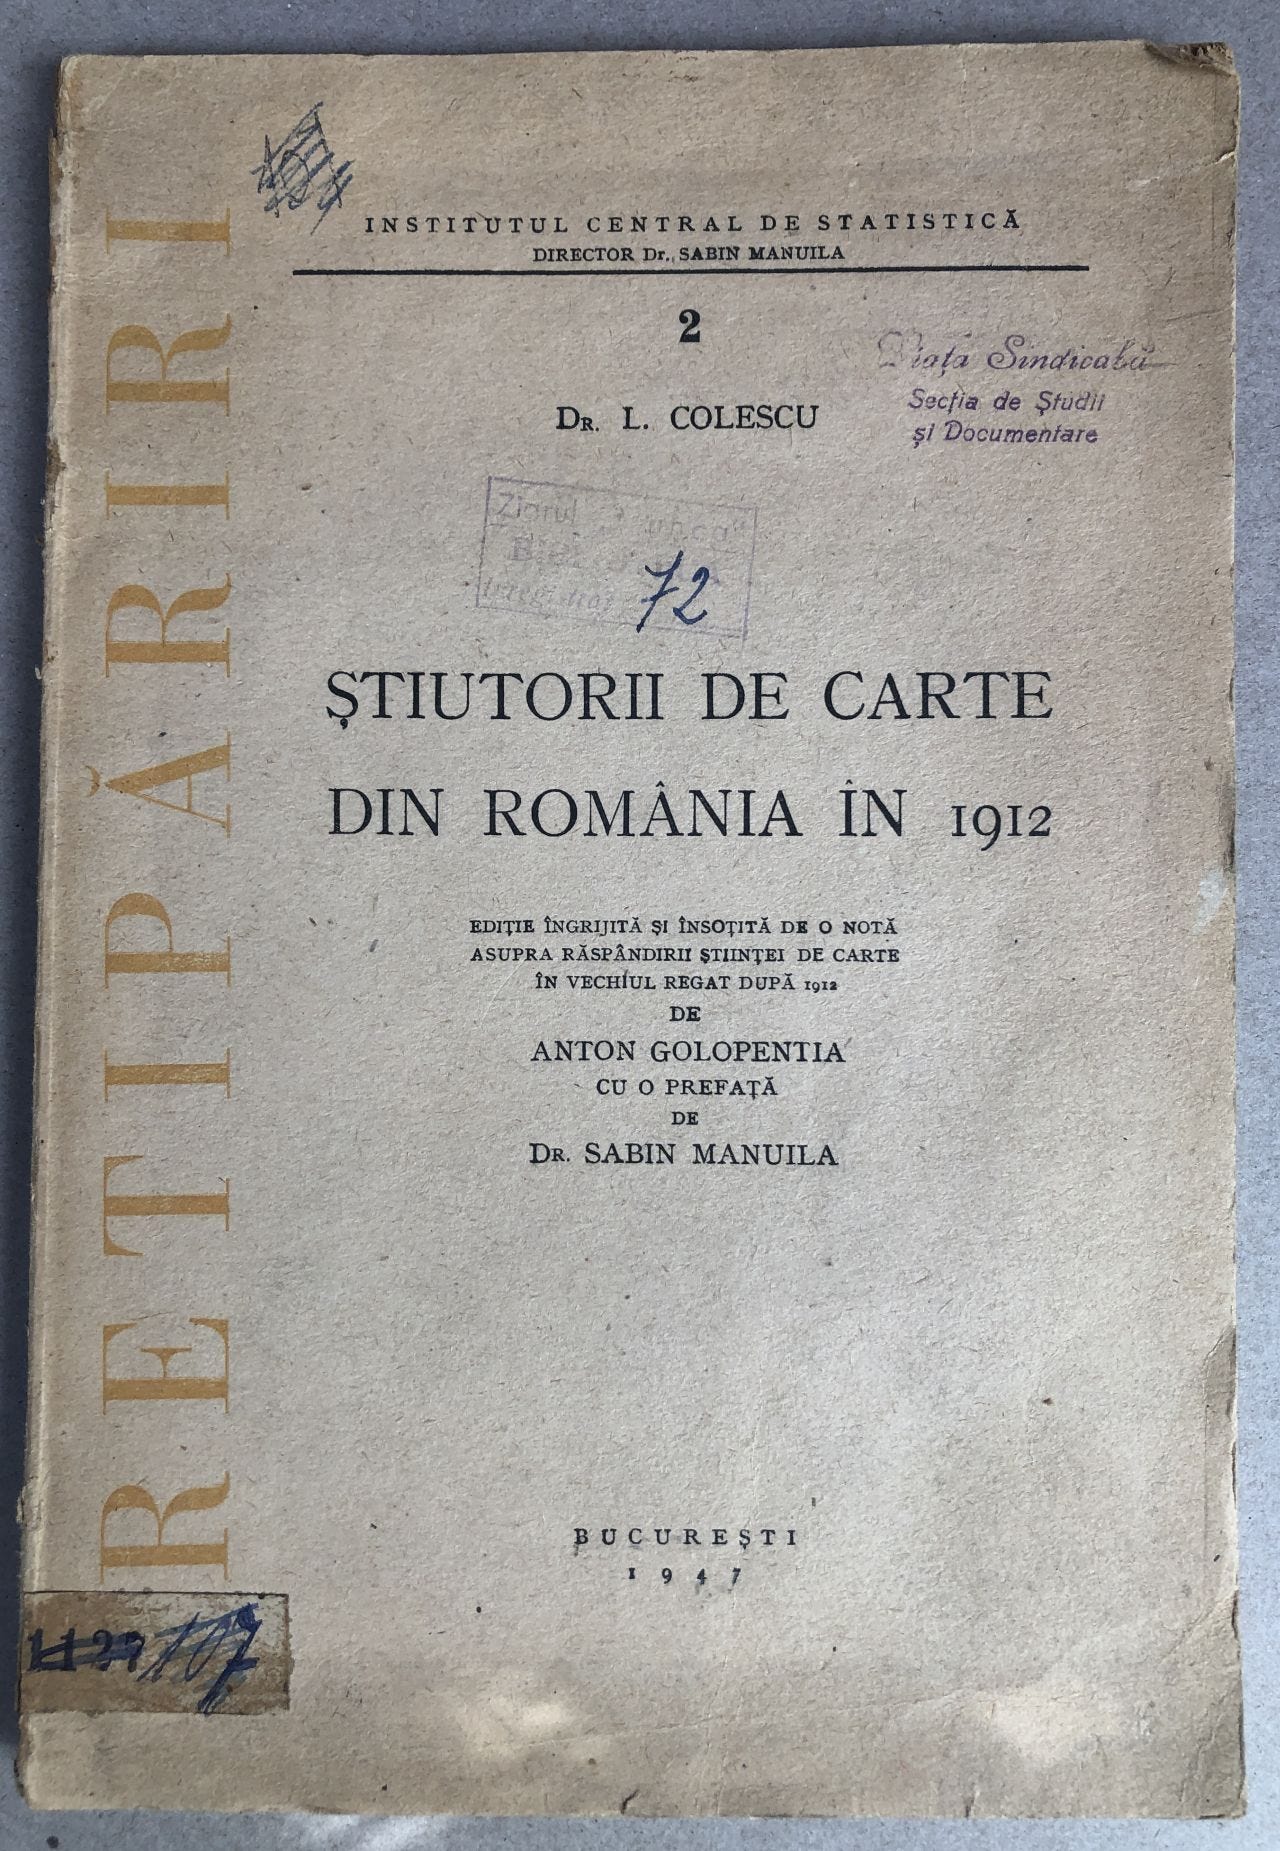 RETIPĂRIRI
INSTITUTUL CENTRAL DE STATISTICĂ
DIRECTOR Dr. SABIN MANUILA
2
Viața Sindicală
Secția de Studii
și Documentare
DR. L. COLESCU
Ziarul
72
ȘTIUTORII DE CARTE
DIN ROMÂNIA ÎN 1912
EDIȚIE ÎNGRIJITĂ ȘI ÎNSOȚITĂ DE O NOTĂ
ASUPRA RĂSPÂNDIRII ȘTIINȚEI DE CARTE
ÎN VECHIUL REGAT DUPĂ 1912
DE
ANTON GOLOPENTIA
CU O PREFAȚĂ
DE
DR. SABIN MANUILA
BUCUREȘTI
1947
107